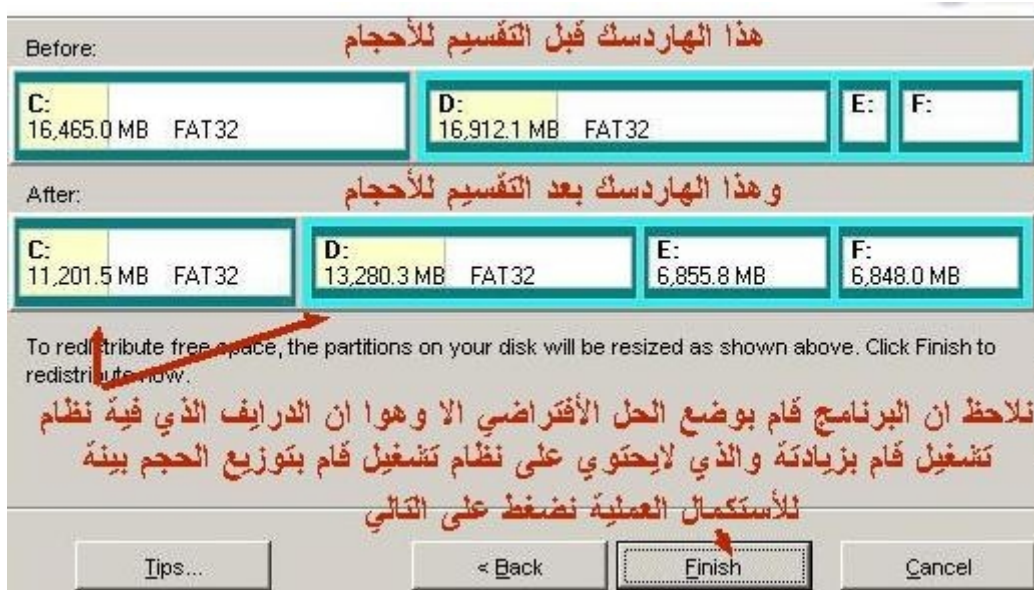 هذا الهاردسك قبل التقسيم للأحجام
Before:
C: D: E: F:
16,465.0 MB FAT32 16,912.1 MB FAT32
وهذا الهاردسك بعد التقسيم للأحجام
After:
C: D: E: F:
11,201.5 MB FAT32 13,280.3 MB FAT32 6,855.8 MB 6,848.0 MB
To redistribute free space, the partitions on your disk will be resized as shown above. Click Finish to
redistribute now.
نلاحظ ان البرنامج قام بوضع الحل الأفتراضي الا وهوا ان الدرايف الذي فية نظام
تشغيل قام بزيادتة والذي لايحتوي على نظام تشغيل قام بتوزيع الحجم بينة
للأستكمال العملية نضغط على التالي
Tips... < Back Finish Cancel